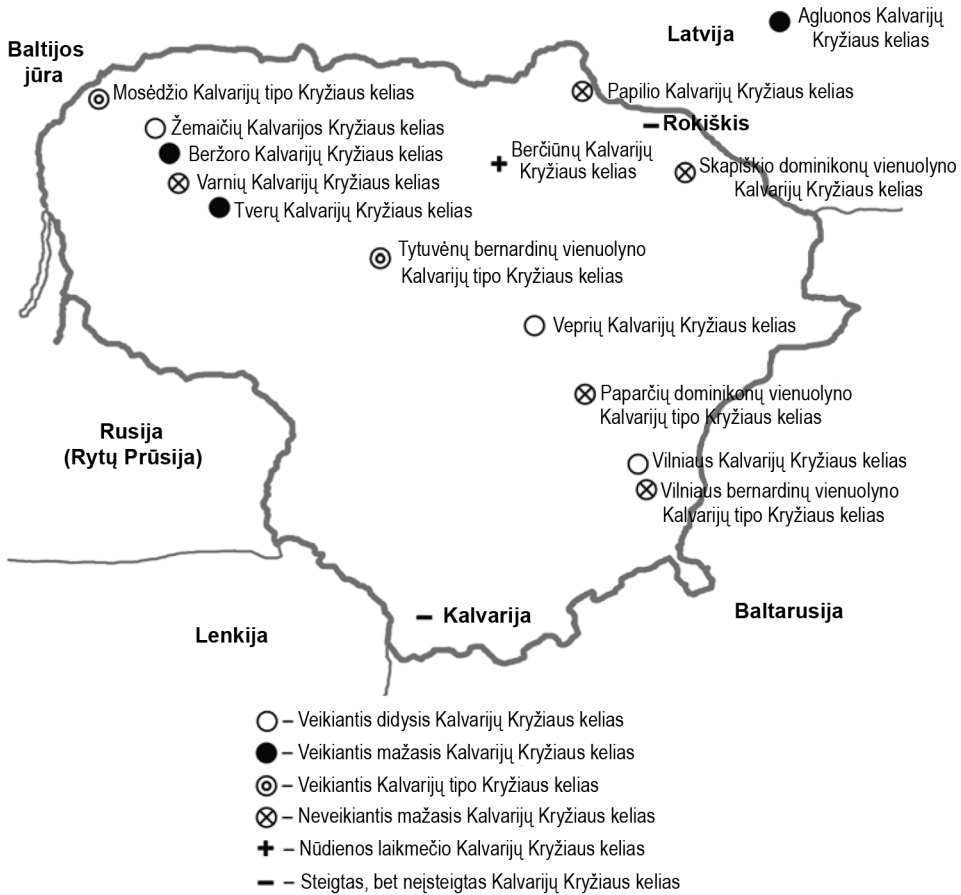 Agluonos Kalvarijų
Kryžiaus kelias
Latvija
Baltijos
jūra
Mosėdžio Kalvarijų tipo Kryžiaus kelias
Papilio Kalvarijų Kryžiaus kelias
Žemaičių Kalvarijos Kryžiaus kelias
Rokiškis
Beržoro Kalvarijų Kryžiaus kelias
Berčiūnų Kalvarijų
Kryžiaus kelias
Skapiškio dominikonų vienuolyno
Kalvarijų Kryžiaus kelias
Varnių Kalvarijų Kryžiaus kelias
Tverų Kalvarijų Kryžiaus kelias
Tytuvėnų bernardinų vienuolyno
Kalvarijų tipo Kryžiaus kelias
Veprių Kalvarijų Kryžiaus kelias
Paparčių dominikonų vienuolyno
Kalvarijų tipo Kryžiaus kelias
Rusija
(Rytų Prūsija)
Vilniaus Kalvarijų Kryžiaus kelias
Vilniaus bernardinų vienuolyno
Kalvarijų tipo Kryžiaus kelias
Baltarusija
Kalvarija
Lenkija
– Veikiantis didysis Kalvarijų Kryžiaus kelias
– Veikiantis mažasis Kalvarijų Kryžiaus kelias
– Veikiantis Kalvarijų tipo Kryžiaus kelias
– Neveikiantis mažasis Kalvarijų Kryžiaus kelias
– Nūdienos laikmečio Kalvarijų Kryžiaus kelias
– Steigtas, bet neįsteigtas Kalvarijų Kryžiaus kelias